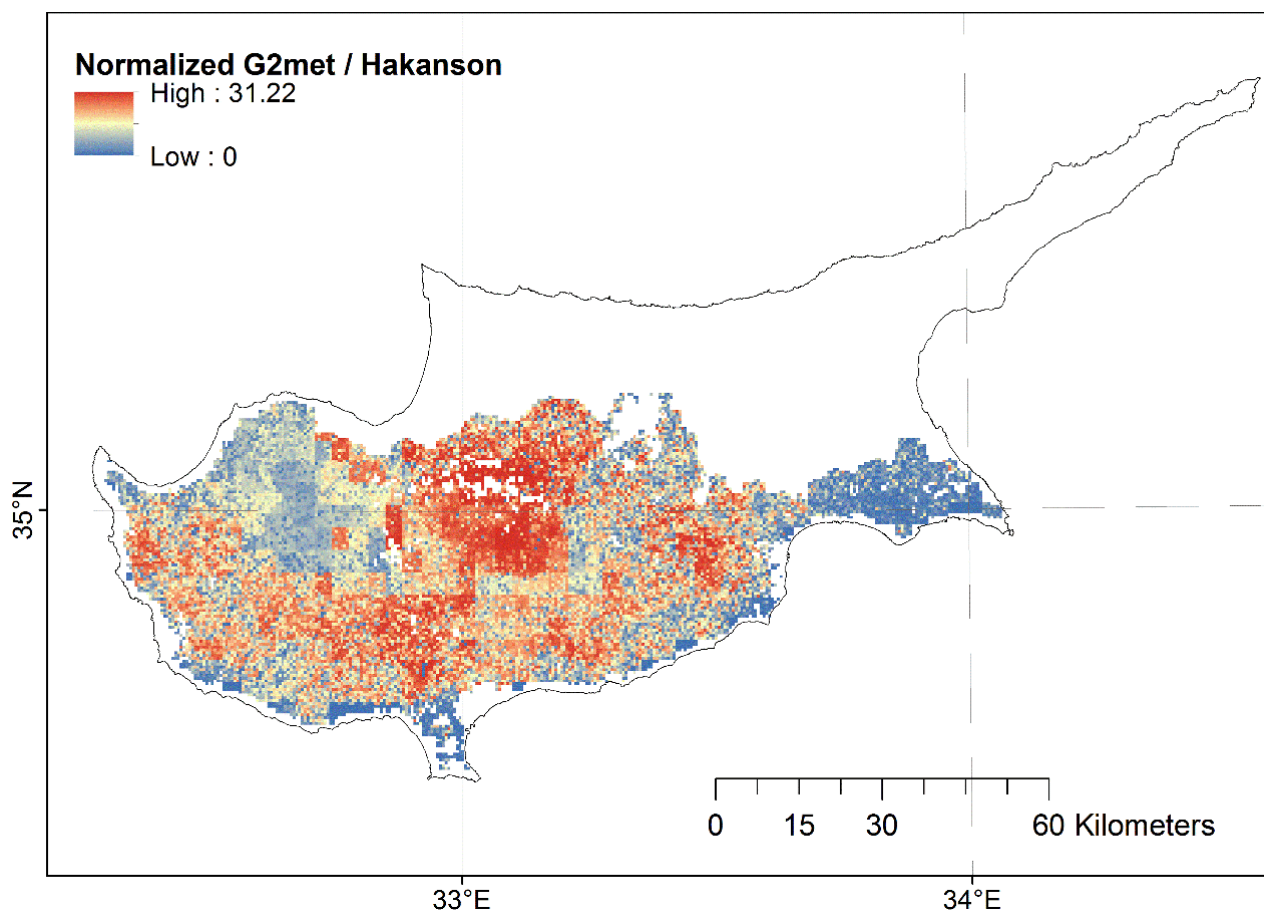 Normalized G2met / Hakanson
High : 31.22
Low : 0
35°N
0 15 30 60 Kilometers
33°E 34°E